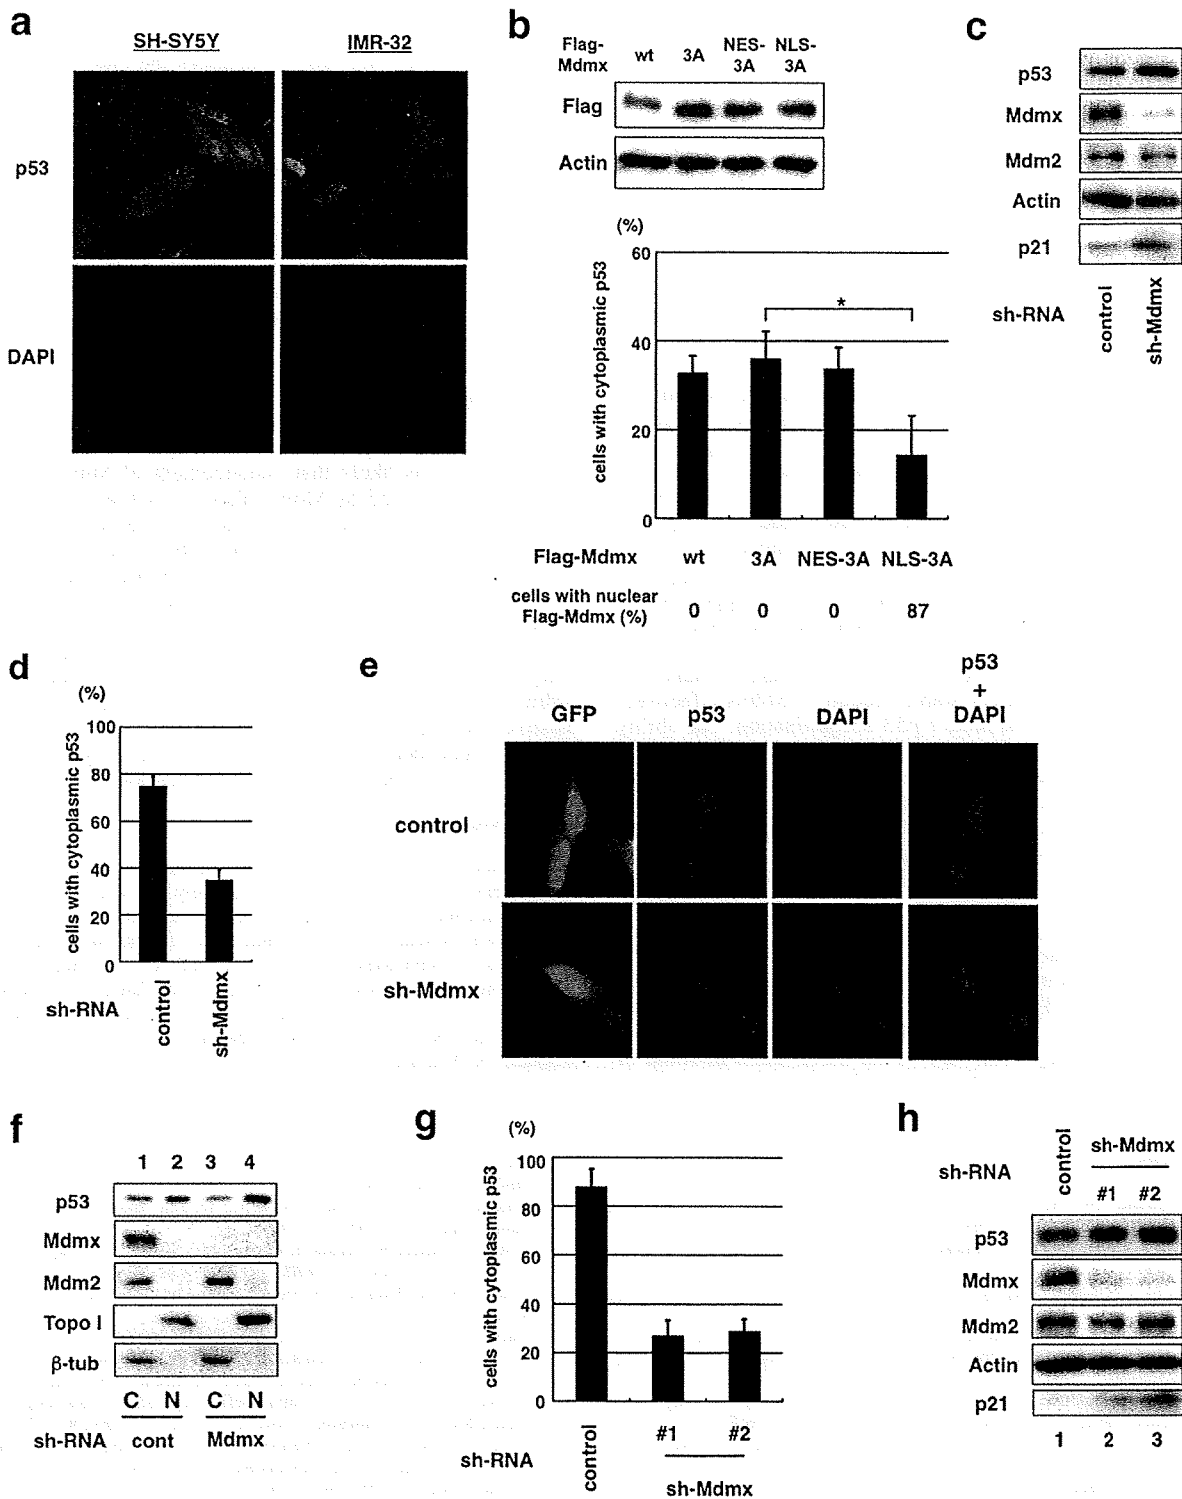 a
SH-SY5Y IMR-32
p53
DAPI
b
Flag-
Mdmx
wt 3A NES-
3A NLS-
3A
Flag
Actin
(%)
cells with cytoplasmic p53
60
40
20
0
*
Flag-Mdmx wt 3A NES-3A NLS-3A
cells with nuclear
Flag-Mdmx (%) 0 0 0 87
c
p53
Mdmx
Mdm2
Actin
p21
sh-RNA control sh-Mdmx
d
(%)
cells with cytoplasmic p53
100
80
60
40
20
0
sh-RNA control sh-Mdmx
e
GFP p53 DAPI p53
+
DAPI
control
sh-Mdmx
f
1 2 3 4
p53
Mdmx
Mdm2
Topo I
β-tub
C N C N
sh-RNA cont Mdmx
g
(%)
cells with cytoplasmic p53
100
80
60
40
20
0
sh-RNA control #1 #2
sh-Mdmx
h
sh-RNA control sh-Mdmx
#1 #2
p53
Mdmx
Mdm2
Actin
p21
1 2 3